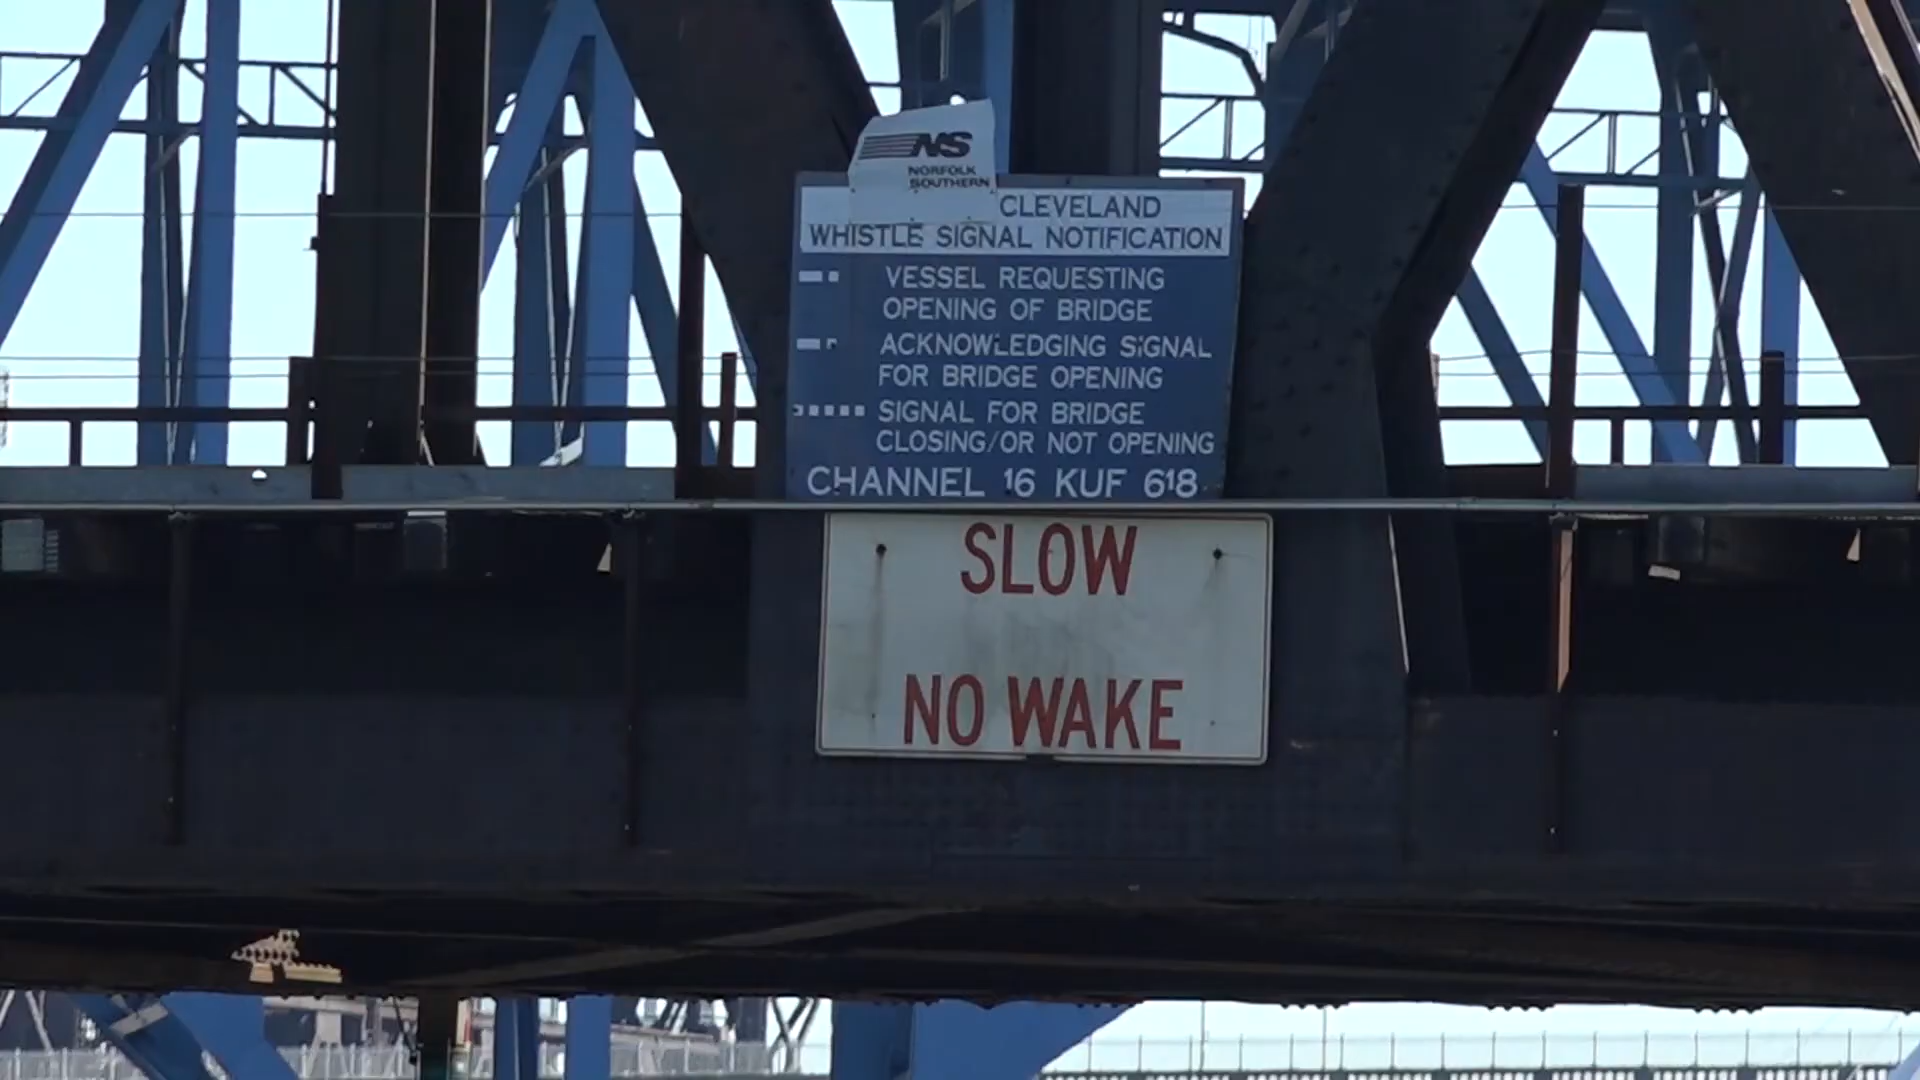 NS
NORFOLK
SOUTHERN
CLEVELAND
WHISTLE SIGNAL NOTIFICATION
VESSEL REQUESTING
OPENING OF BRIDGE
ACKNOWLEDGING SIGNAL
FOR BRIDGE OPENING
SIGNAL FOR BRIDGE
CLOSING/OR NOT OPENING
CHANNEL 16 KUF 618
SLOW
NO WAKE